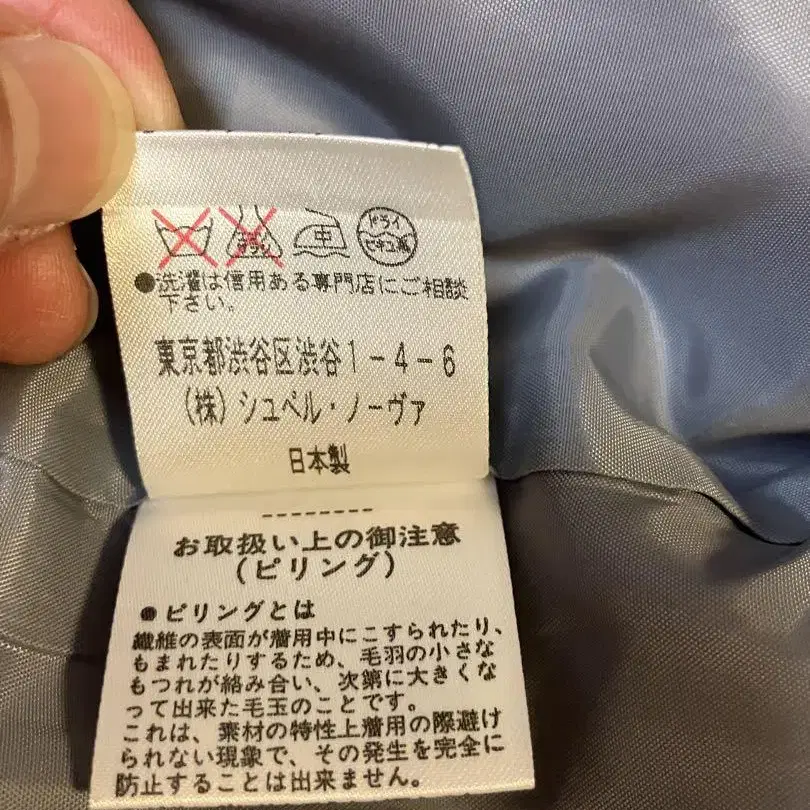 エンソサラシ
中
ドライ
セキユ系
●洗濯は信用ある専門店にご相談
下さい。
東京都渋谷区渋谷1-4-6
(株)シュペル・ノーヴァ
日本製
--------
お取扱い上の御注意
(ピリング)
●ピリングとは
繊維の表面が着用中にこすられたり、
もまれたりするため、毛羽の小さな
もつれが絡み合い、次第に大きくな
って出来た毛玉のことです。
これは、素材の特性上着用の際避け
られない現象で、その発生を完全に
防止することは出来ません。